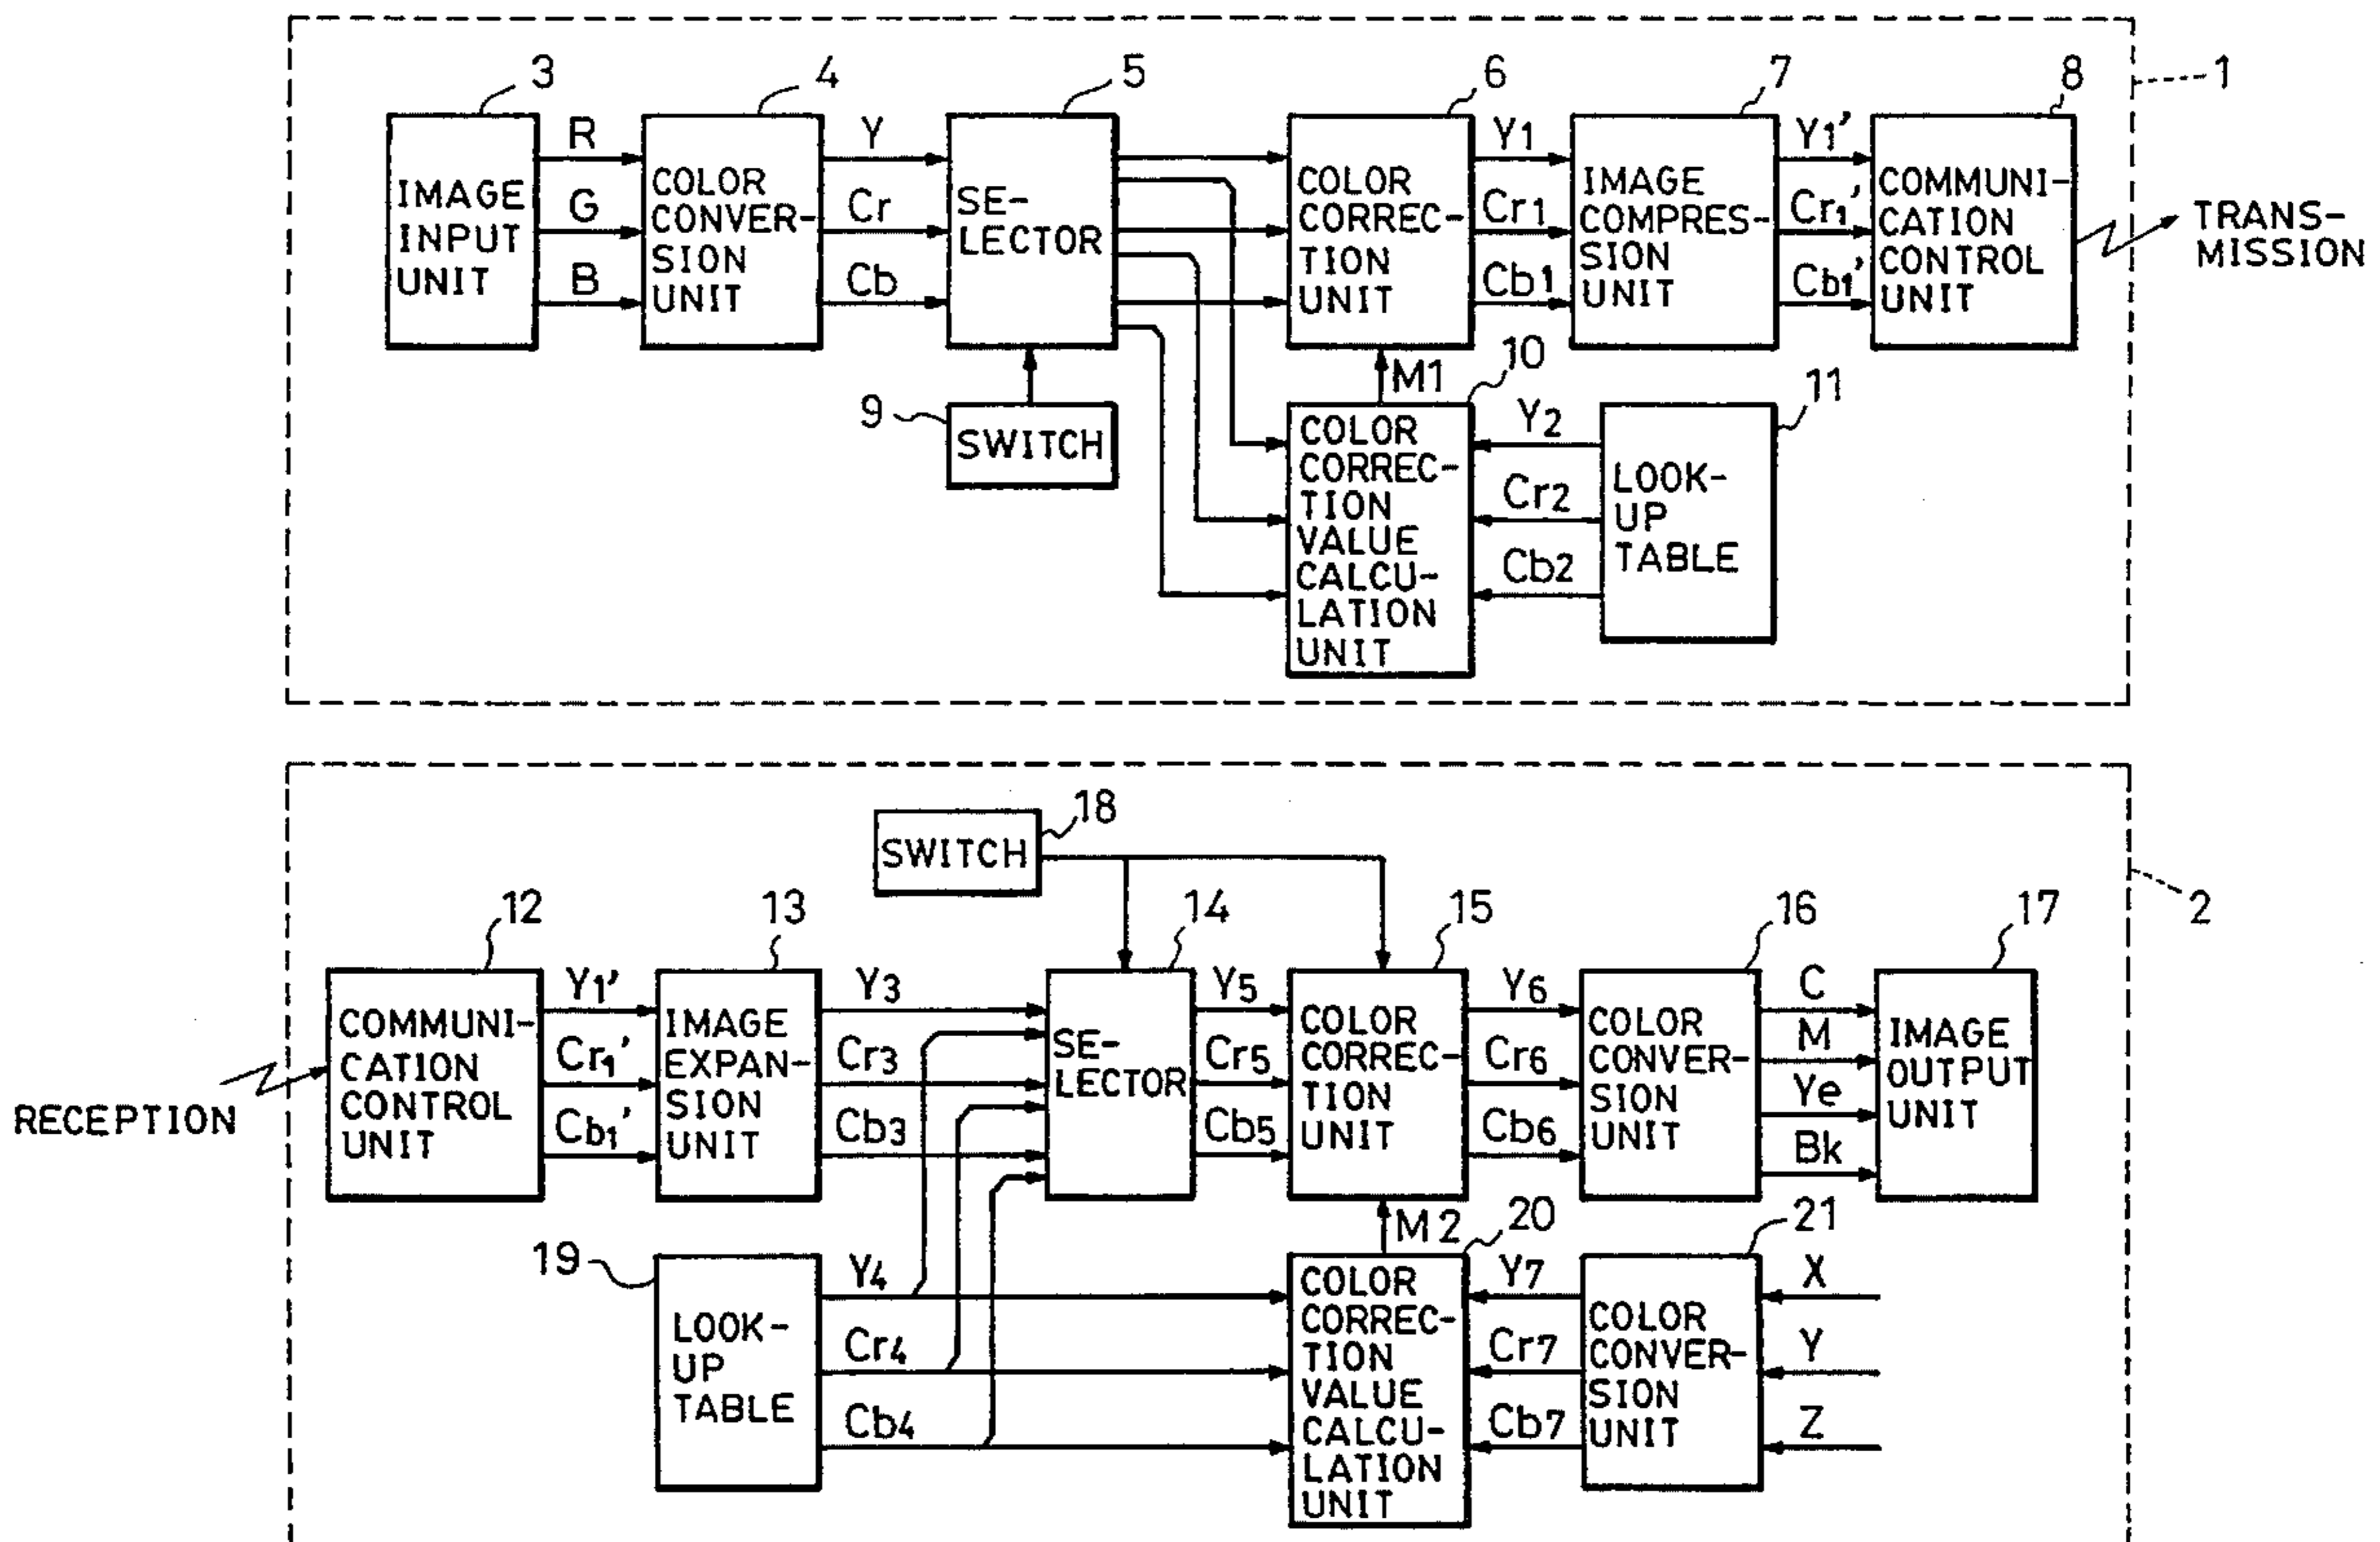 3
4
5
6
7
8
1
R
G
B
Y
Cr
Cb
Y1
Cr1
Cb1
Y1'
Cr1'
Cb1'
IMAGE
INPUT
UNIT
COLOR
CONVER-
SION
UNIT
SE-
LECTOR
COLOR
CORREC-
TION
UNIT
IMAGE
COMPRES-
SION
UNIT
COMMUNI-
CATION
CONTROL
UNIT
TRANS-
MISSION
9
SWITCH
M1
10
11
COLOR
CORREC-
TION
VALUE
CALCU-
LATION
UNIT
Y2
Cr2
Cb2
LOOK-
UP
TABLE
18
SWITCH
12
13
14
15
16
17
2
RECEPTION
COMMUNI-
CATION
CONTROL
UNIT
Y1'
Cr1'
Cb1'
IMAGE
EXPAN-
SION
UNIT
Y3
Cr3
Cb3
SE-
LECTOR
Y5
Cr5
Cb5
COLOR
CORREC-
TION
UNIT
Y6
Cr6
Cb6
COLOR
CONVER-
SION
UNIT
C
M
Ye
Bk
IMAGE
OUTPUT
UNIT
19
LOOK-
UP
TABLE
Y4
Cr4
Cb4
M2
20
COLOR
CORREC-
TION
VALUE
CALCU-
LATION
UNIT
Y7
Cr7
Cb7
21
COLOR
CONVER-
SION
UNIT
X
Y
Z